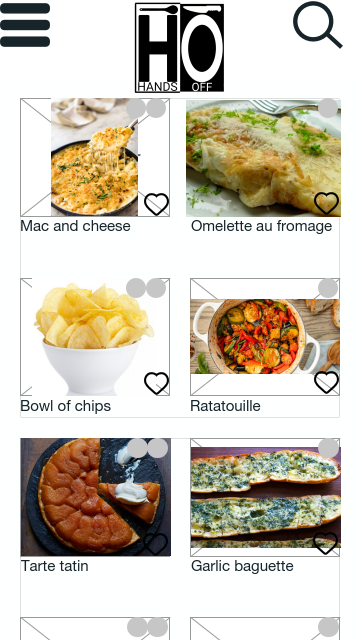 HO
HANDS OFF
Mac and cheese
Omelette au fromage
Bowl of chips
Ratatouille
Tarte tatin
Garlic baguette